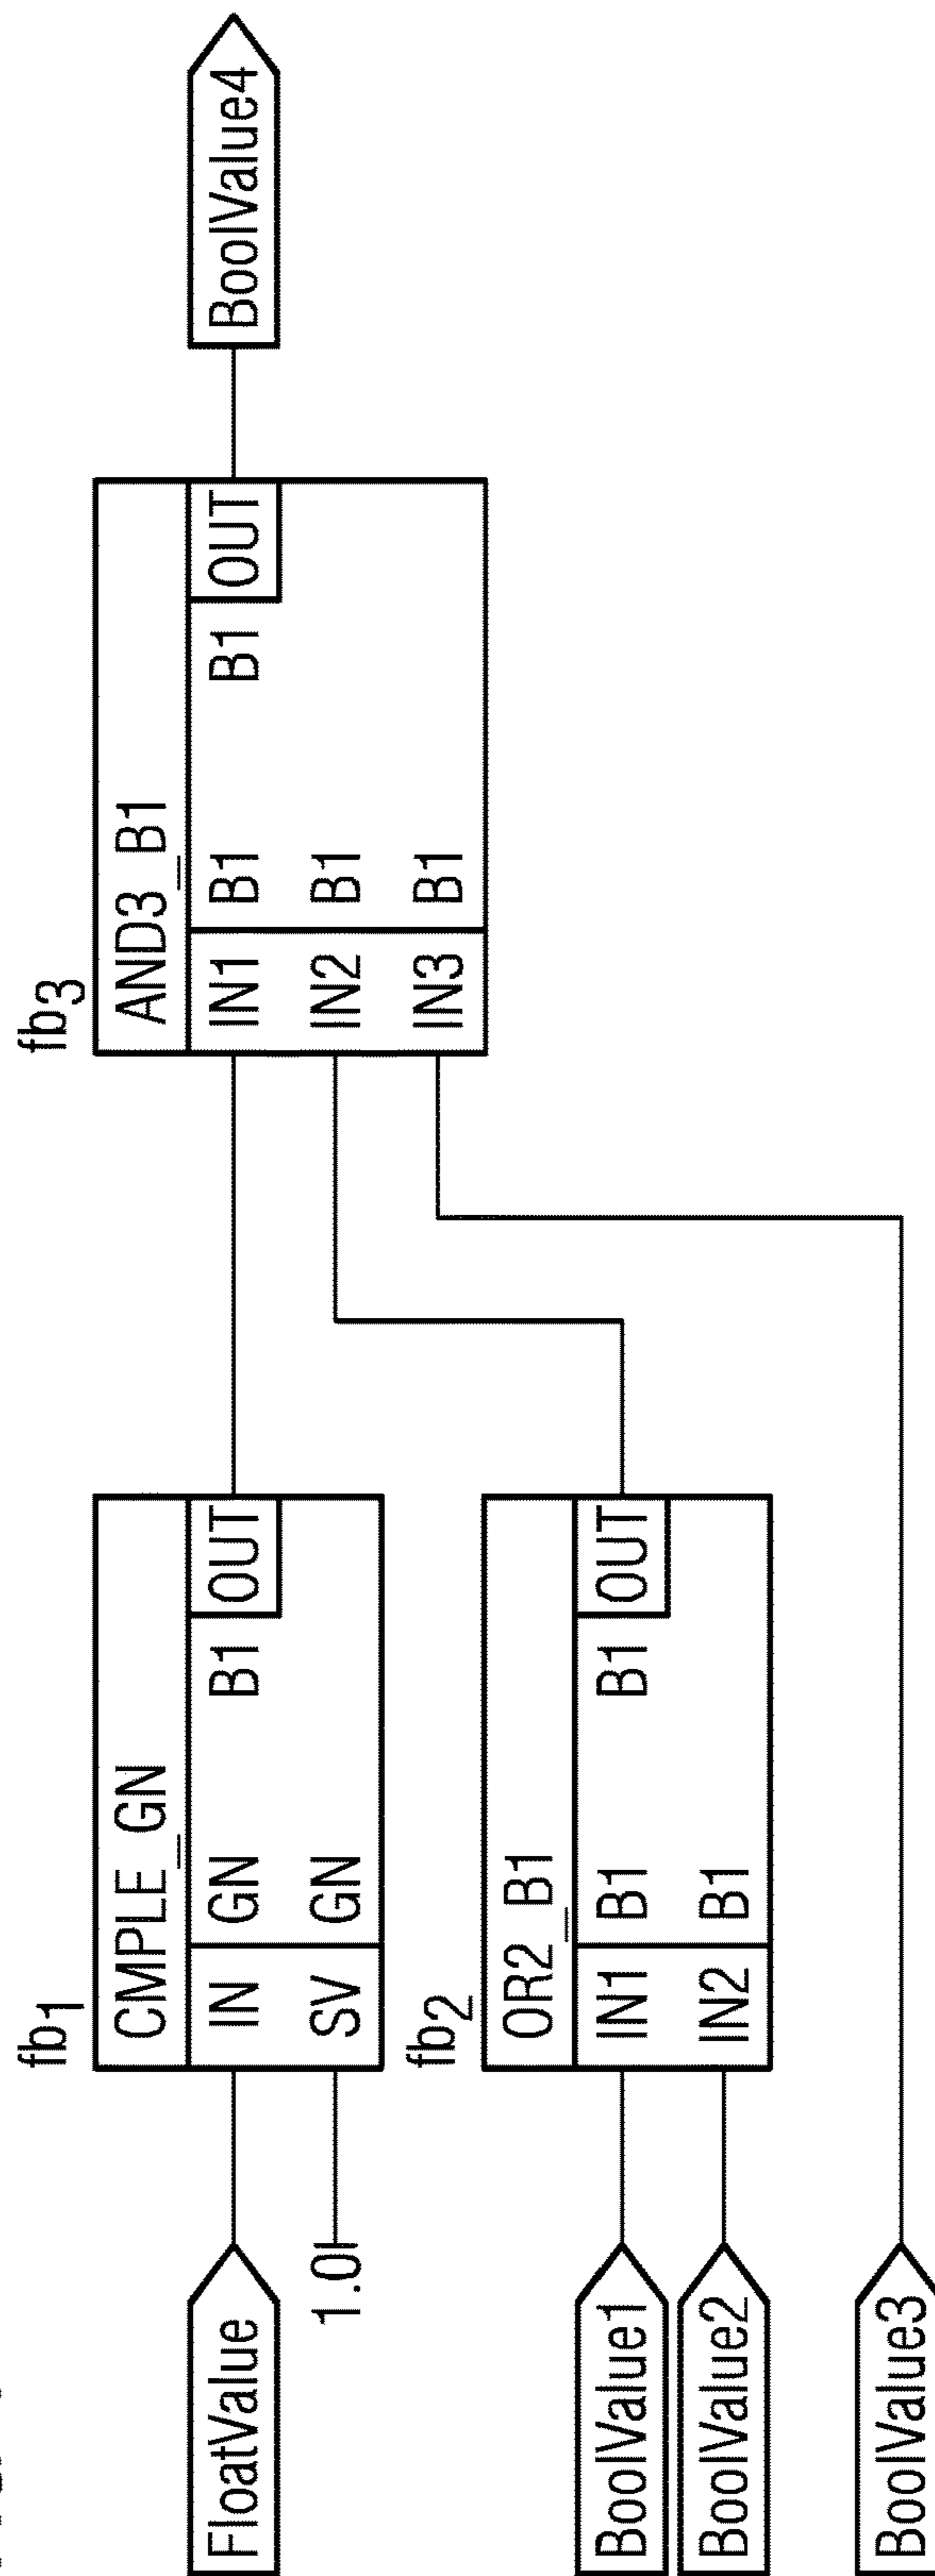 fb1
CMPLE_GN
FloatValue
IN GN B1 OUT
1.0
SV GN
fb2
OR2_B1
BoolValue1
IN1 B1 B1 OUT
BoolValue2
IN2 B1
BoolValue3
fb3
AND3_B1
IN1 B1 B1 OUT
IN2 B1
IN3 B1
BoolValue4